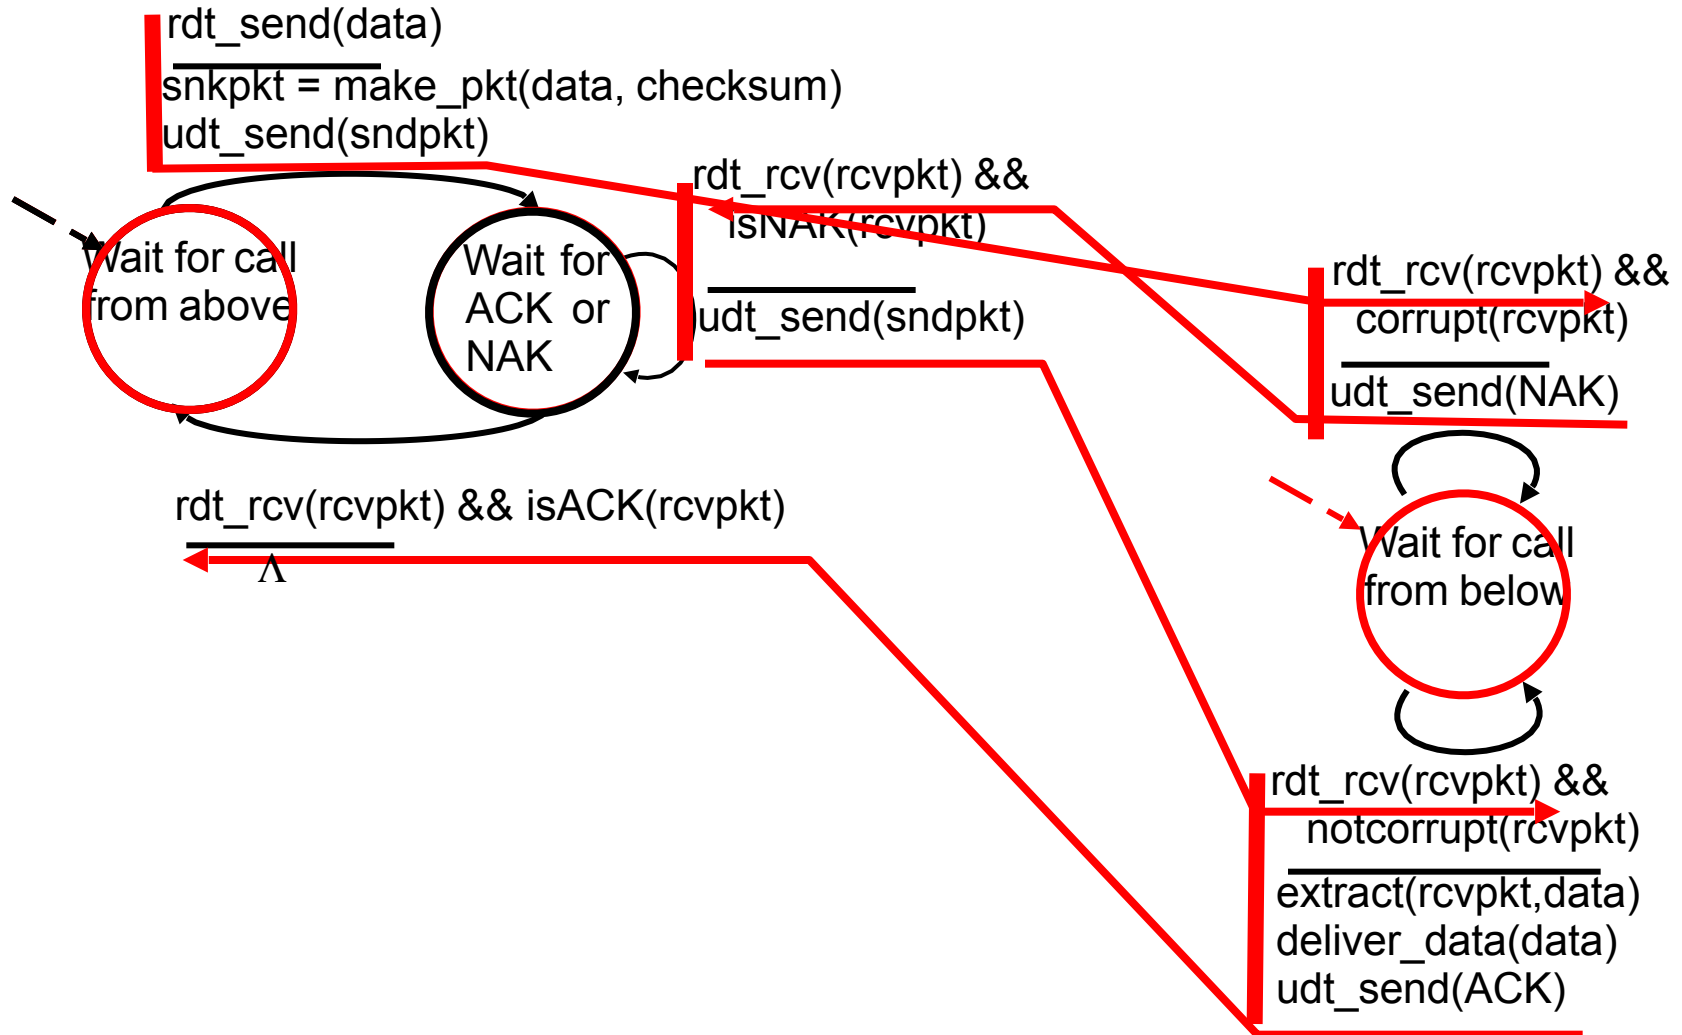 rdt_send(data)
snkpkt = make_pkt(data, checksum)
udt_send(sndpkt)
rdt_rcv(rcvpkt) &&
isNAK(rcvpkt)
udt_send(sndpkt)
Wait for call
from above
Wait for
ACK or
NAK
rdt_rcv(rcvpkt) && isACK(rcvpkt)
Λ
rdt_rcv(rcvpkt) &&
corrupt(rcvpkt)
udt_send(NAK)
Wait for call
from below
rdt_rcv(rcvpkt) &&
notcorrupt(rcvpkt)
extract(rcvpkt,data)
deliver_data(data)
udt_send(ACK)